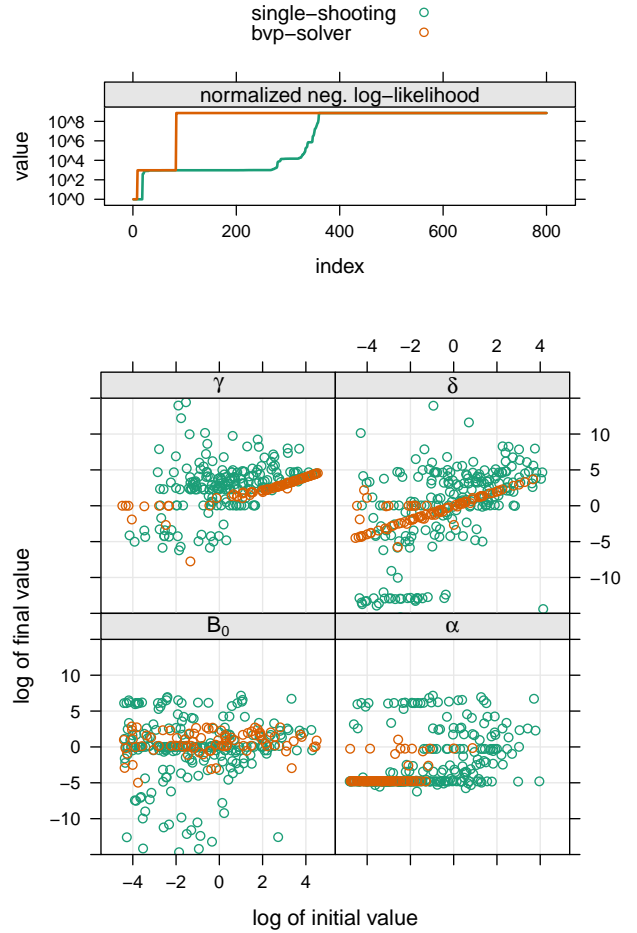 single−shooting
bvp−solver
normalized neg. log−likelihood
value
10^8
10^6
10^4
10^2
10^0
0 200 400 600 800
index
−4 −2 0 2 4
γ δ
10
5
0
−5
−10
B₀ α
10
5
0
−5
−10
−4 −2 0 2 4
log of final value
log of initial value